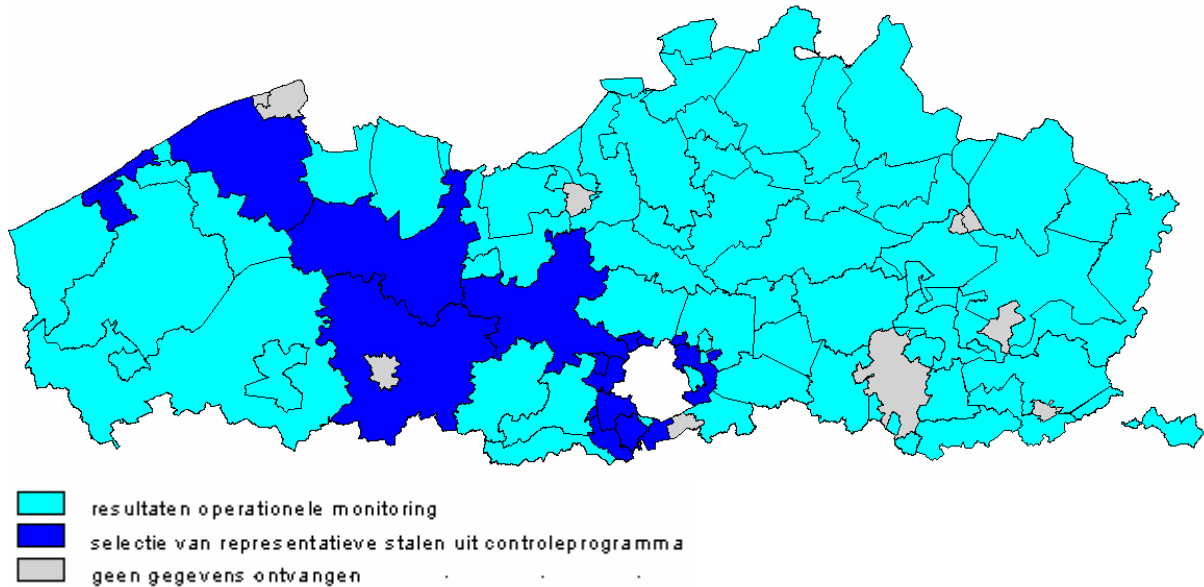 resultaten operationele monitoring
selectie van representatieve stalen uit controleprogramma
geen gegevens ontvangen